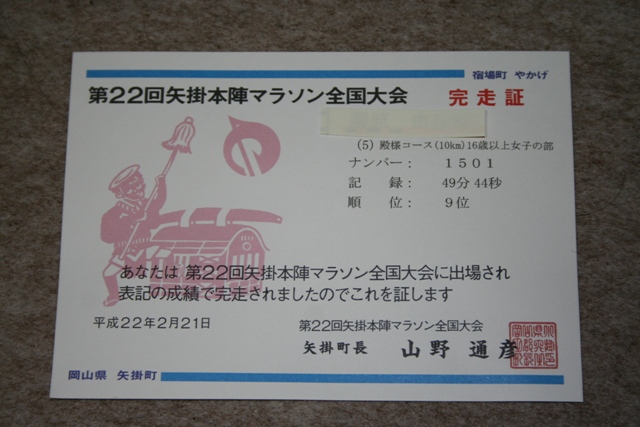 宿場町 やかげ
第22回矢掛本陣マラソン全国大会 完走証
(5) 殿様コース(10km)16歳以上女子の部
ナンバー： 1501
記 録： 49分 44秒
順 位： 9位
あなたは 第22回矢掛本陣マラソン全国大会に出場され
表記の成績で完走されましたのでこれを証します
平成22年2月21日
第22回矢掛本陣マラソン全国大会
矢掛町長 山野 通彦
岡山県 矢掛町